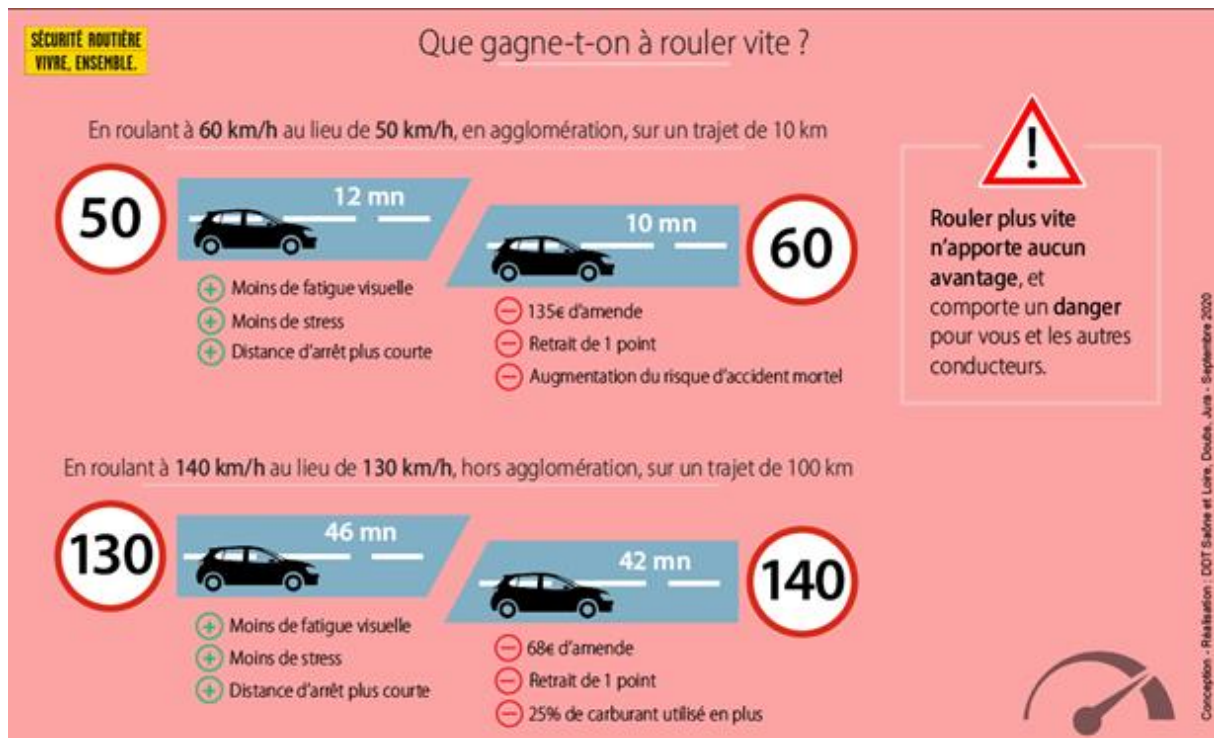 SÉCURITÉ ROUTIÈRE
VIVRE, ENSEMBLE.
Que gagne-t-on à rouler vite ?
En roulant à 60 km/h au lieu de 50 km/h, en agglomération, sur un trajet de 10 km
50
12 mn
Moins de fatigue visuelle
Moins de stress
Distance d'arrêt plus courte
10 mn
60
135€ d'amende
Retrait de 1 point
Augmentation du risque d'accident mortel
!
Rouler plus vite
n'apporte aucun
avantage, et
comporte un danger
pour vous et les autres
conducteurs.
En roulant à 140 km/h au lieu de 130 km/h, hors agglomération, sur un trajet de 100 km
130
46 mn
Moins de fatigue visuelle
Moins de stress
Distance d'arrêt plus courte
42 mn
140
68€ d'amende
Retrait de 1 point
25% de carburant utilisé en plus
Conception - Réalisation : DDT Saône et Loire, Doubs, Jura - Septembre 2020